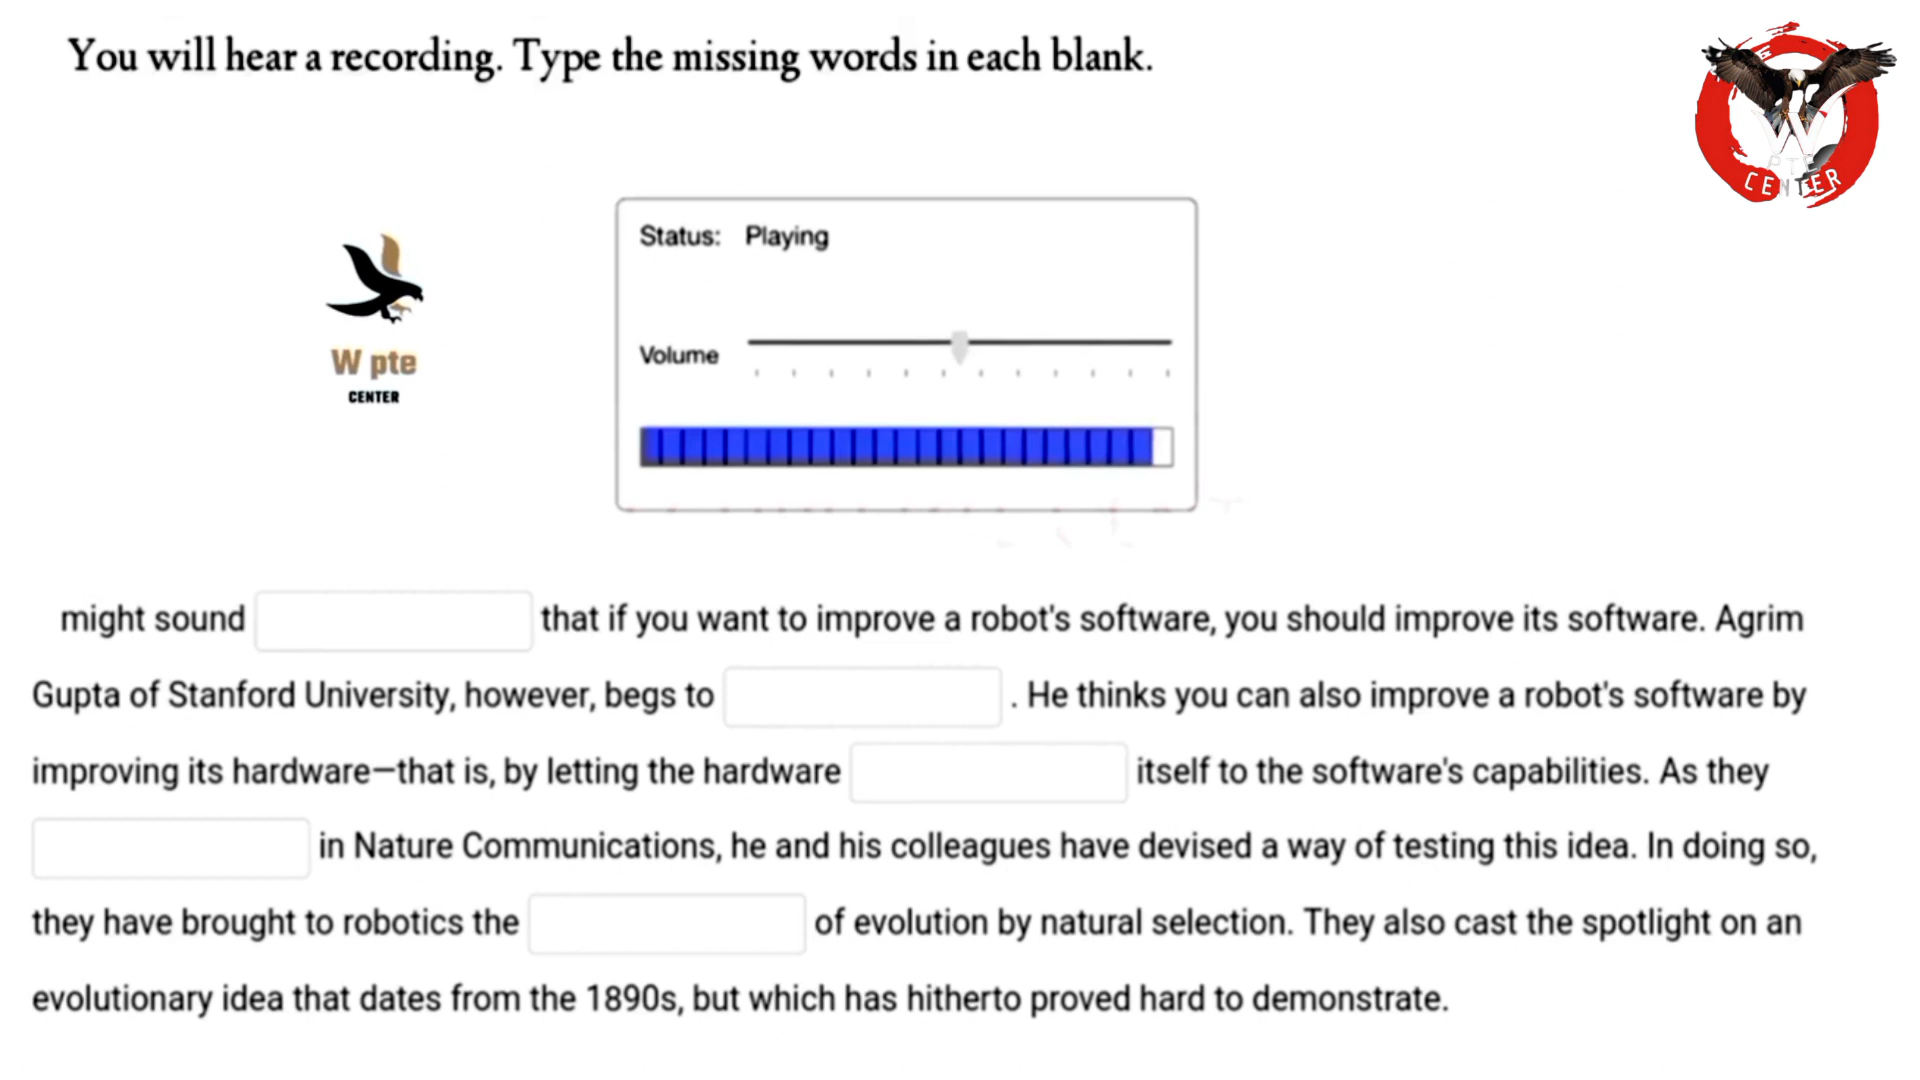 You will hear a recording. Type the missing words in each blank.
W
PTE
CENTER
Status: Playing
Volume
W pte
CENTER
might sound that if you want to improve a robot's software, you should improve its software. Agrim
Gupta of Stanford University, however, begs to . He thinks you can also improve a robot's software by
improving its hardware—that is, by letting the hardware itself to the software's capabilities. As they
in Nature Communications, he and his colleagues have devised a way of testing this idea. In doing so,
they have brought to robotics the of evolution by natural selection. They also cast the spotlight on an
evolutionary idea that dates from the 1890s, but which has hitherto proved hard to demonstrate.